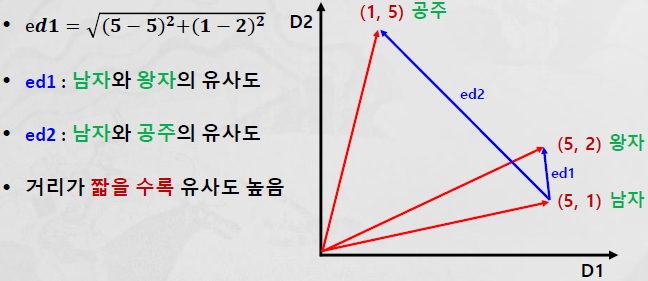 • ed1 = √(5 − 5)²+(1 − 2)²
• ed1 : 남자와 왕자의 유사도
• ed2 : 남자와 공주의 유사도
• 거리가 짧을 수록 유사도 높음
D2
(1, 5) 공주
ed2
(5, 2) 왕자
ed1
(5, 1) 남자
D1